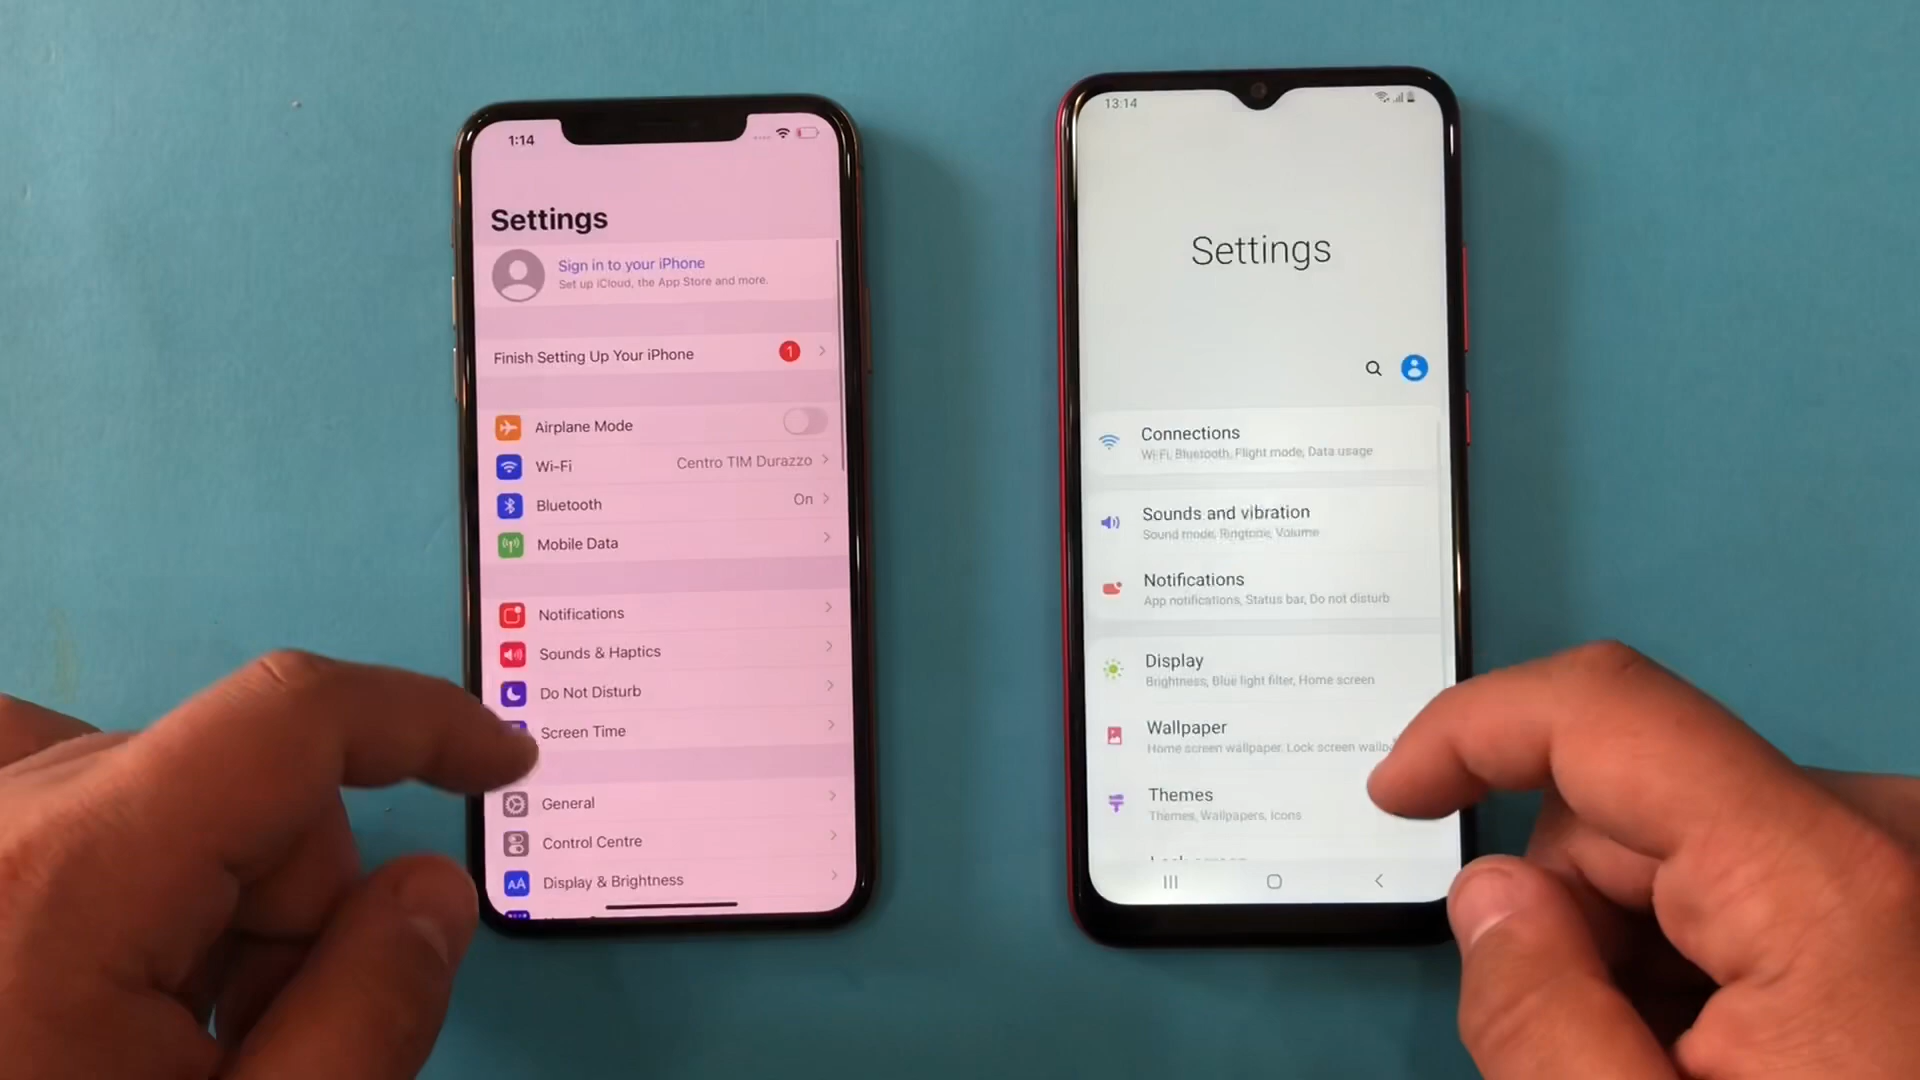 1:14
Settings
Sign in to your iPhone
Set up iCloud, the App Store and more.
Finish Setting Up Your iPhone
1
Airplane Mode
Wi-Fi
Centro TIM Durazzo
Bluetooth
On
Mobile Data
Notifications
Sounds & Haptics
Do Not Disturb
Screen Time
General
Control Centre
AA
Display & Brightness
13:14
Settings
Connections
Wi-Fi, Bluetooth, Flight mode, Data usage
Sounds and vibration
Sound mode, Ringtone, Volume
Notifications
App notifications, Status bar, Do not disturb
Display
Brightness, Blue light filter, Home screen
Wallpaper
Home screen wallpaper, Lock screen
Themes
Themes, Wallpapers, Icons